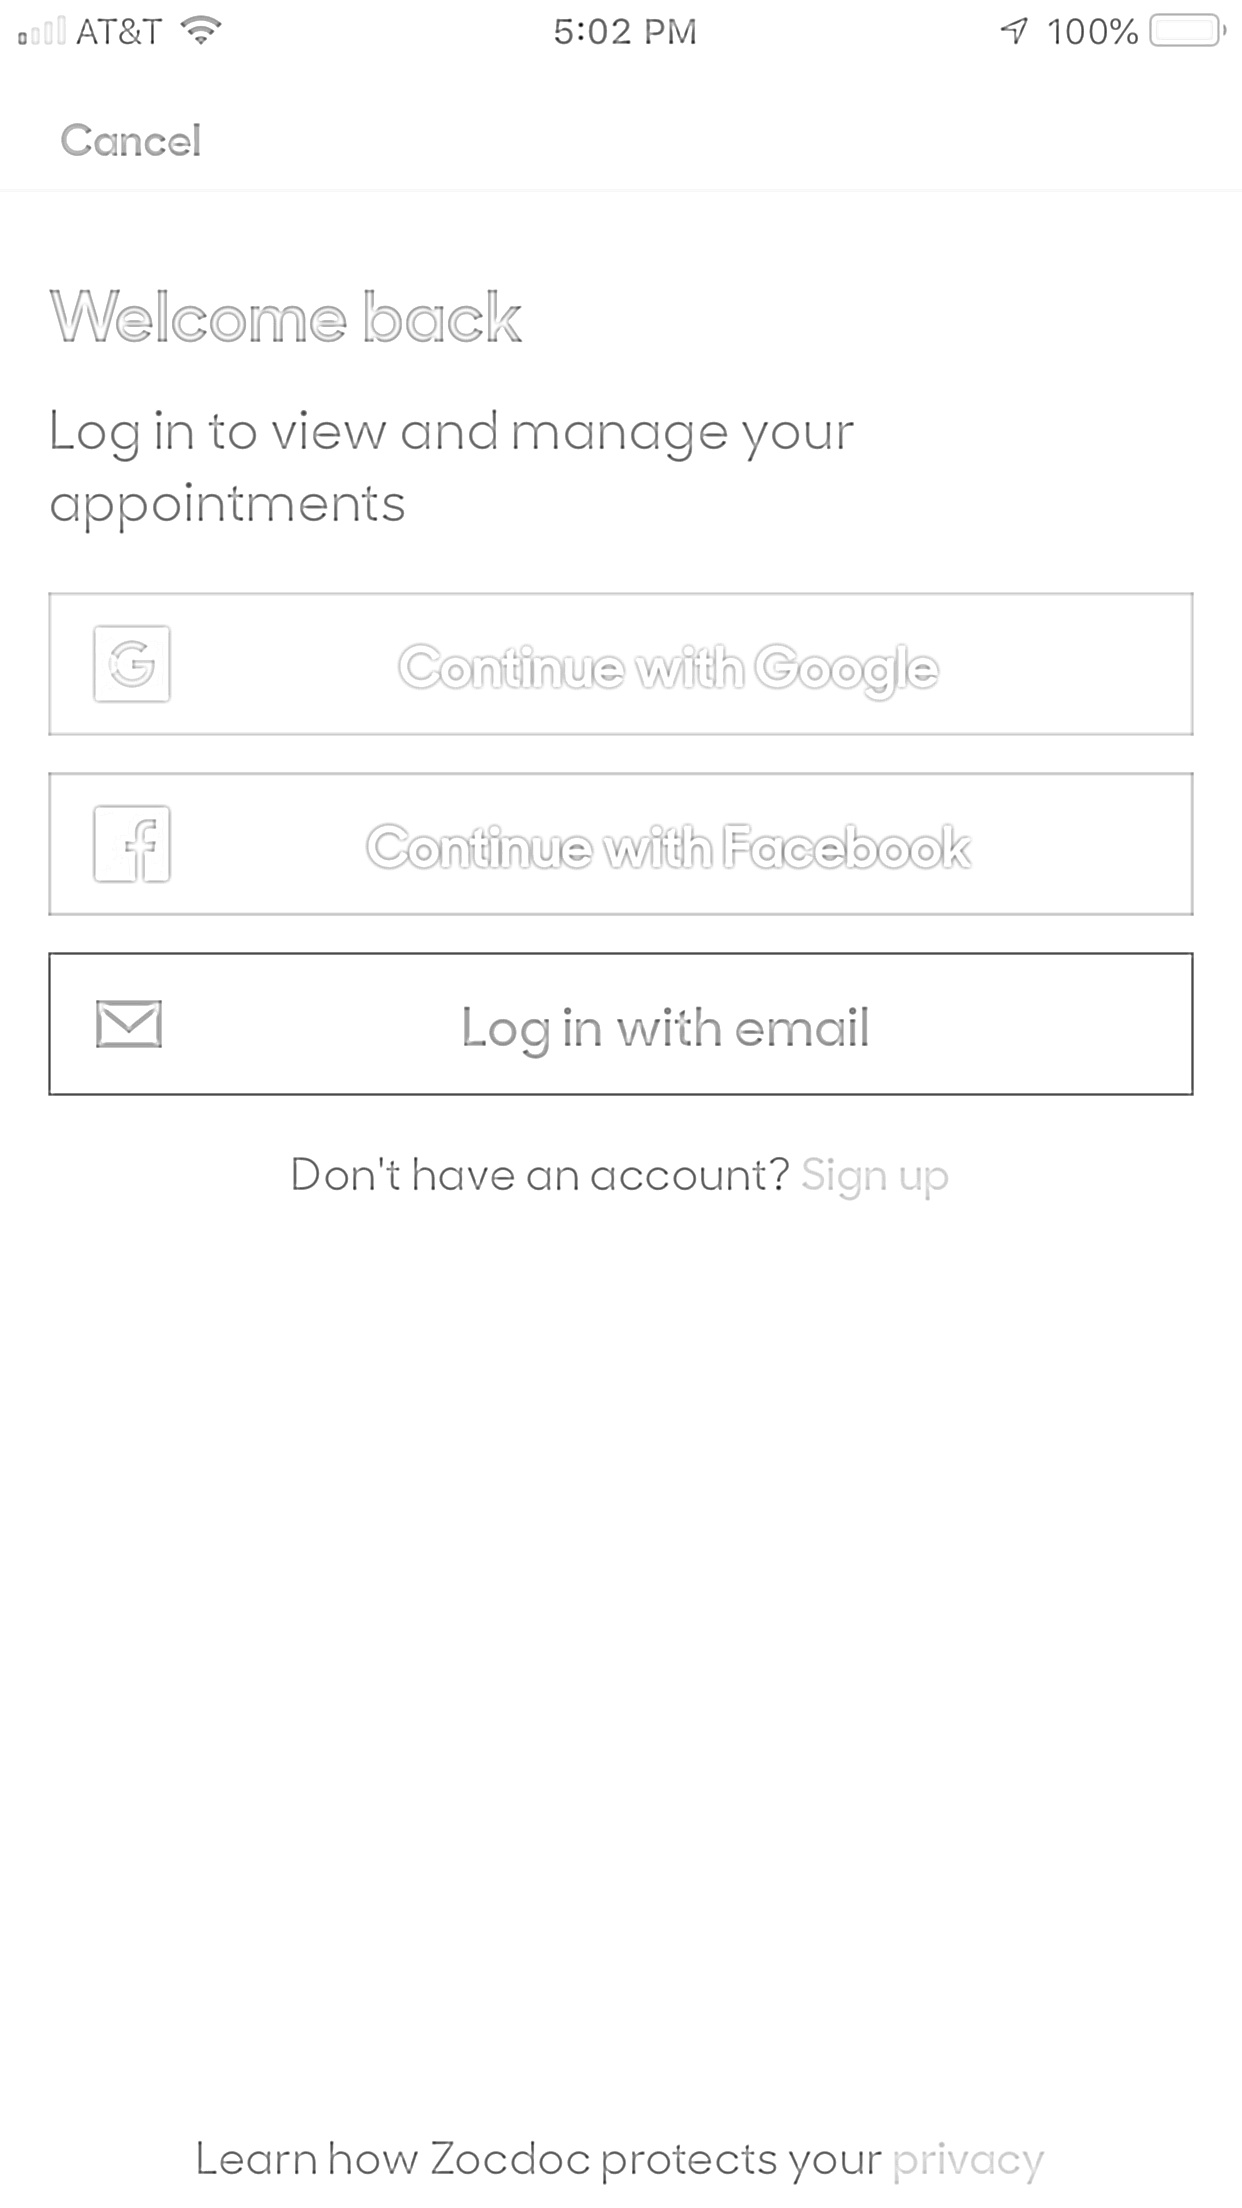 AT&T 5:02 PM 100%
Cancel
Welcome back
Log in to view and manage your
appointments
G Continue with Google
f Continue with Facebook
Log in with email
Don't have an account? Sign up
Learn how Zocdoc protects your privacy